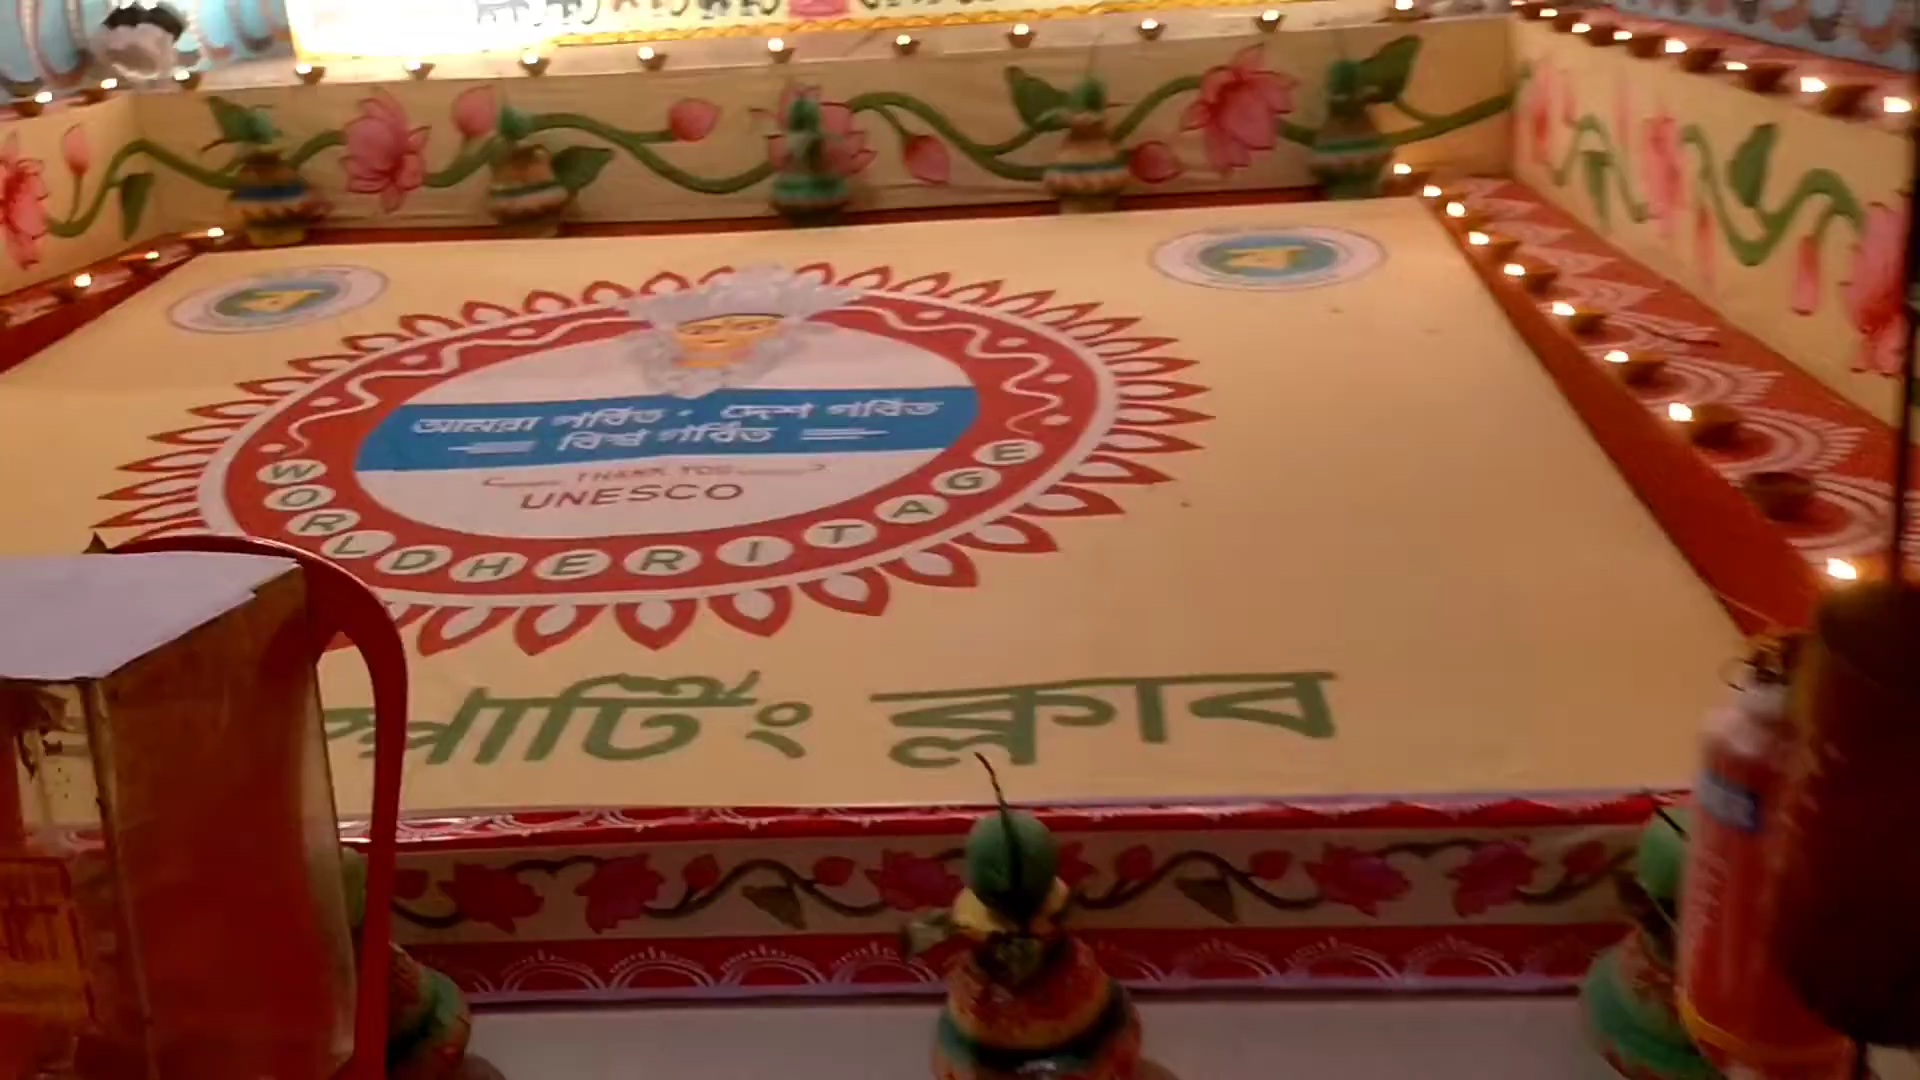 আমরা গর্বিত • দেশ গর্বিত
বিশ্ব গর্বিত
THANK YOU
UNESCO
WORLD HERITAGE
স্পোর্টিং ক্লাব